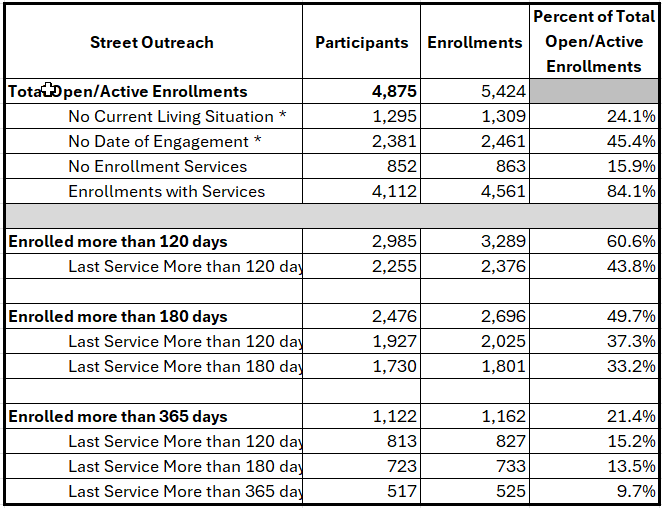 Street Outreach Participants Enrollments Percent of Total Open/Active Enrollments
Total Open/Active Enrollments 4,875 5,424
No Current Living Situation * 1,295 1,309 24.1%
No Date of Engagement * 2,381 2,461 45.4%
No Enrollment Services 852 863 15.9%
Enrollments with Services 4,112 4,561 84.1%
Enrolled more than 120 days 2,985 3,289 60.6%
Last Service More than 120 day 2,255 2,376 43.8%
Enrolled more than 180 days 2,476 2,696 49.7%
Last Service More than 120 day 1,927 2,025 37.3%
Last Service More than 180 day 1,730 1,801 33.2%
Enrolled more than 365 days 1,122 1,162 21.4%
Last Service More than 120 day 813 827 15.2%
Last Service More than 180 day 723 733 13.5%
Last Service More than 365 day 517 525 9.7%